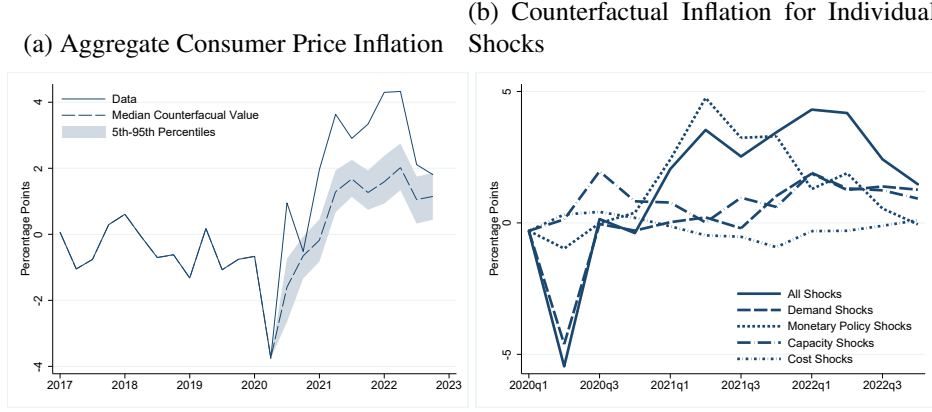 (a) Aggregate Consumer Price Inflation
(b) Counterfactual Inflation for Individual
Shocks
Percentage Points
4
2
0
-2
-4
Data
Median Counterfacual Value
5th-95th Percentiles
2017
2018
2019
2020
2021
2022
2023
Percentage Points
5
0
-5
All Shocks
Demand Shocks
Monetary Policy Shocks
Capacity Shocks
Cost Shocks
2020q1
2020q3
2021q1
2021q3
2022q1
2022q3